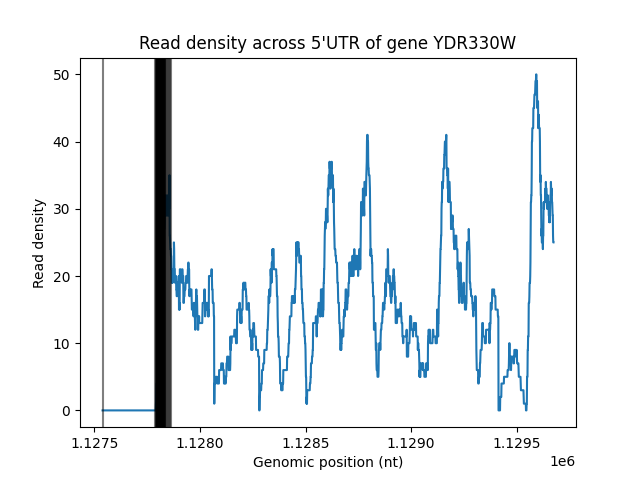 Read density across 5'UTR of gene YDR330W
50
40
30
20
10
0
Read density
1.1275 1.1280 1.1285 1.1290 1.1295
1e6
Genomic position (nt)